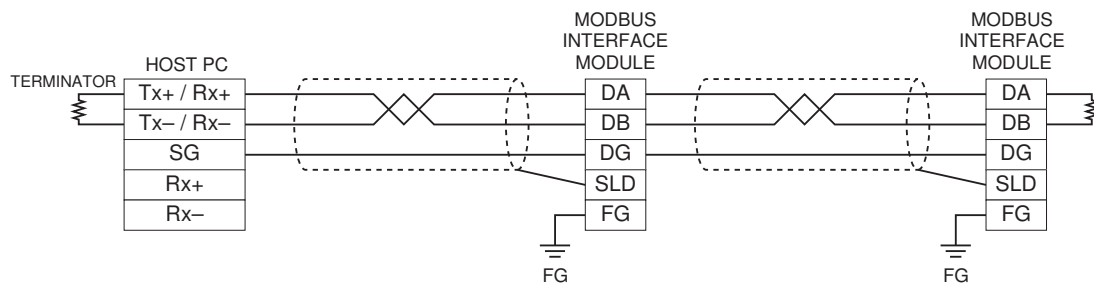 TERMINATOR
HOST PC
Tx+ / Rx+
Tx– / Rx–
SG
Rx+
Rx–
MODBUS
INTERFACE
MODULE
DA
DB
DG
SLD
FG
FG
MODBUS
INTERFACE
MODULE
DA
DB
DG
SLD
FG
FG